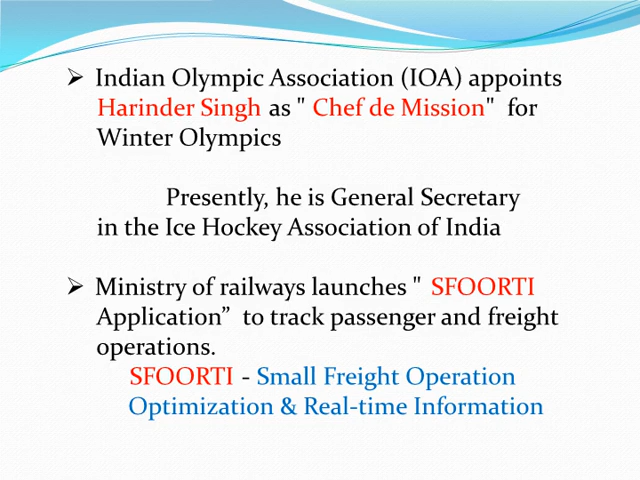 ➢ Indian Olympic Association (IOA) appoints
Harinder Singh as " Chef de Mission" for
Winter Olympics
Presently, he is General Secretary
in the Ice Hockey Association of India
➢ Ministry of railways launches " SFOORTI
Application” to track passenger and freight
operations.
SFOORTI - Small Freight Operation
Optimization & Real-time Information